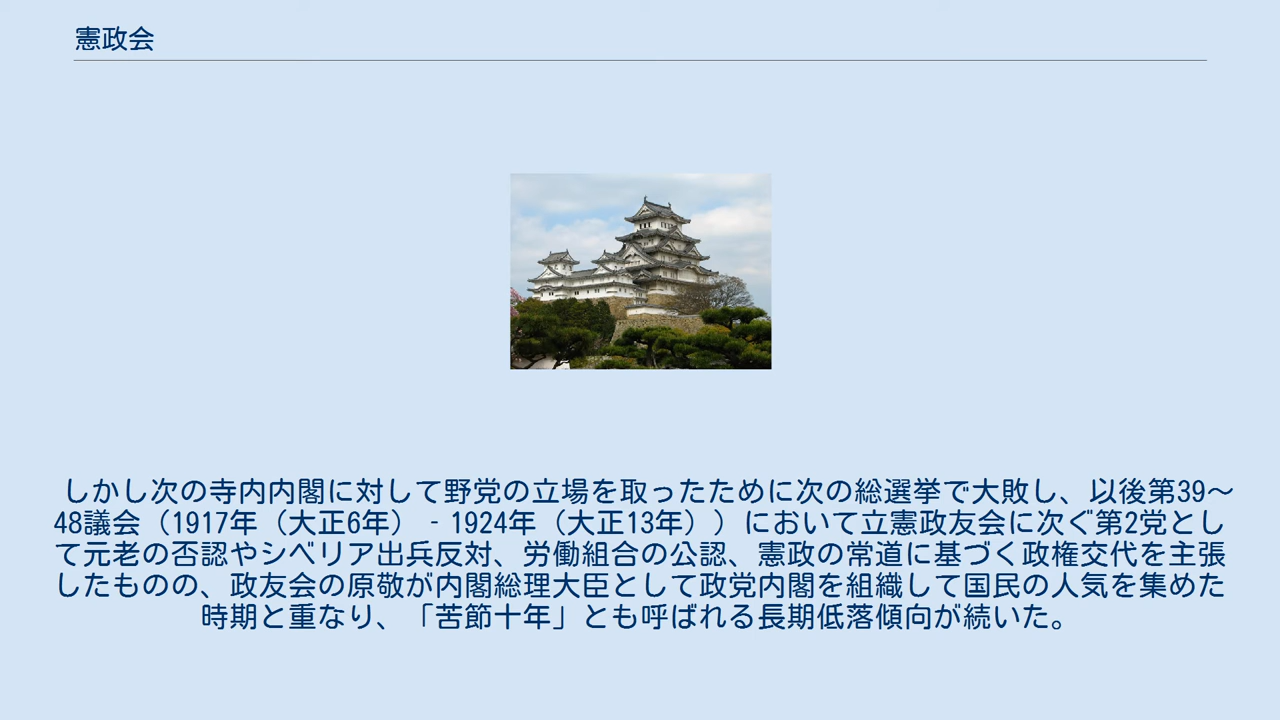 憲政会
しかし次の寺内内閣に対して野党の立場を取ったために次の総選挙で大敗し、以後第39〜
48議会（1917年（大正6年） - 1924年（大正13年））において立憲政友会に次ぐ第2党とし
て元老の否認やシベリア出兵反対、労働組合の公認、憲政の常道に基づく政権交代を主張
したものの、政友会の原敬が内閣総理大臣として政党内閣を組織して国民の人気を集めた
時期と重なり、「苦節十年」とも呼ばれる長期低落傾向が続いた。